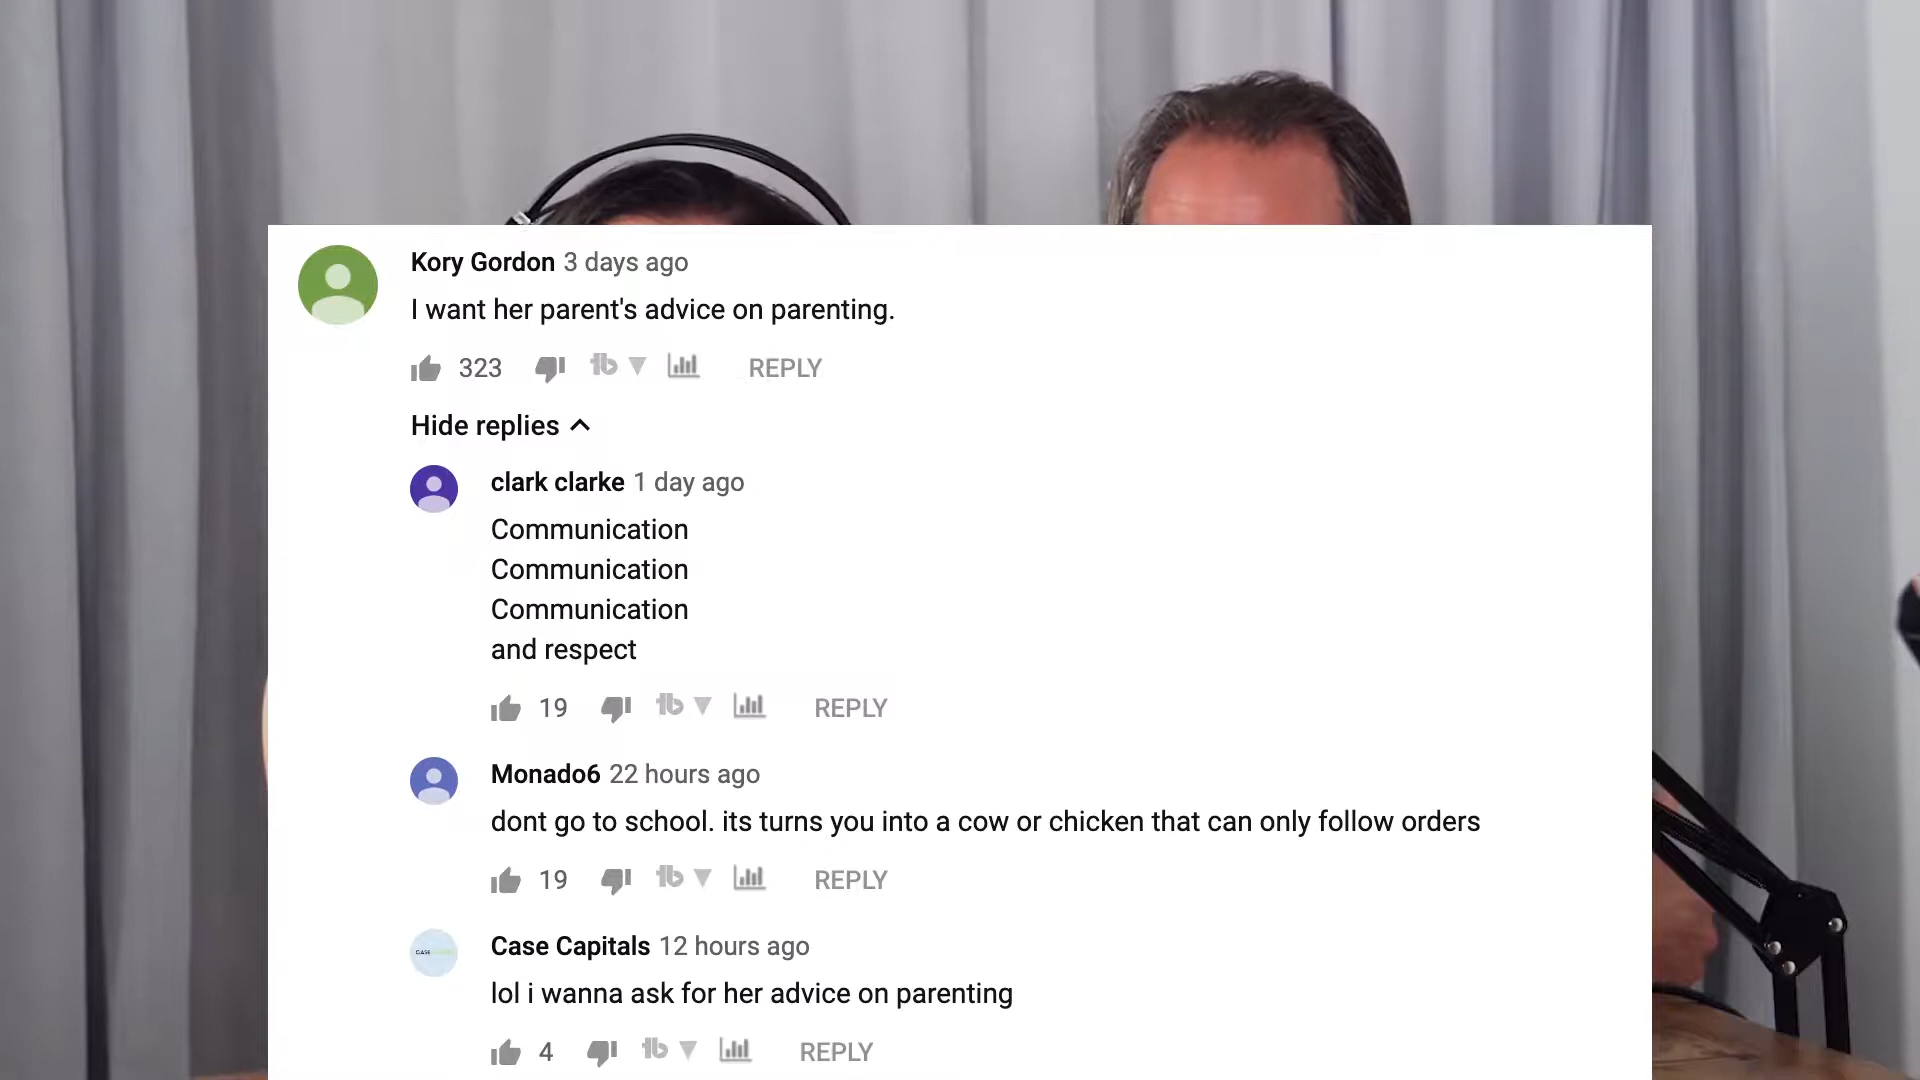 Kory Gordon 3 days ago
I want her parent's advice on parenting.
323 REPLY
Hide replies
clark clarke 1 day ago
Communication
Communication
Communication
and respect
19 REPLY
Monado6 22 hours ago
dont go to school. its turns you into a cow or chicken that can only follow orders
19 REPLY
CASE
Case Capitals 12 hours ago
lol i wanna ask for her advice on parenting
4 REPLY